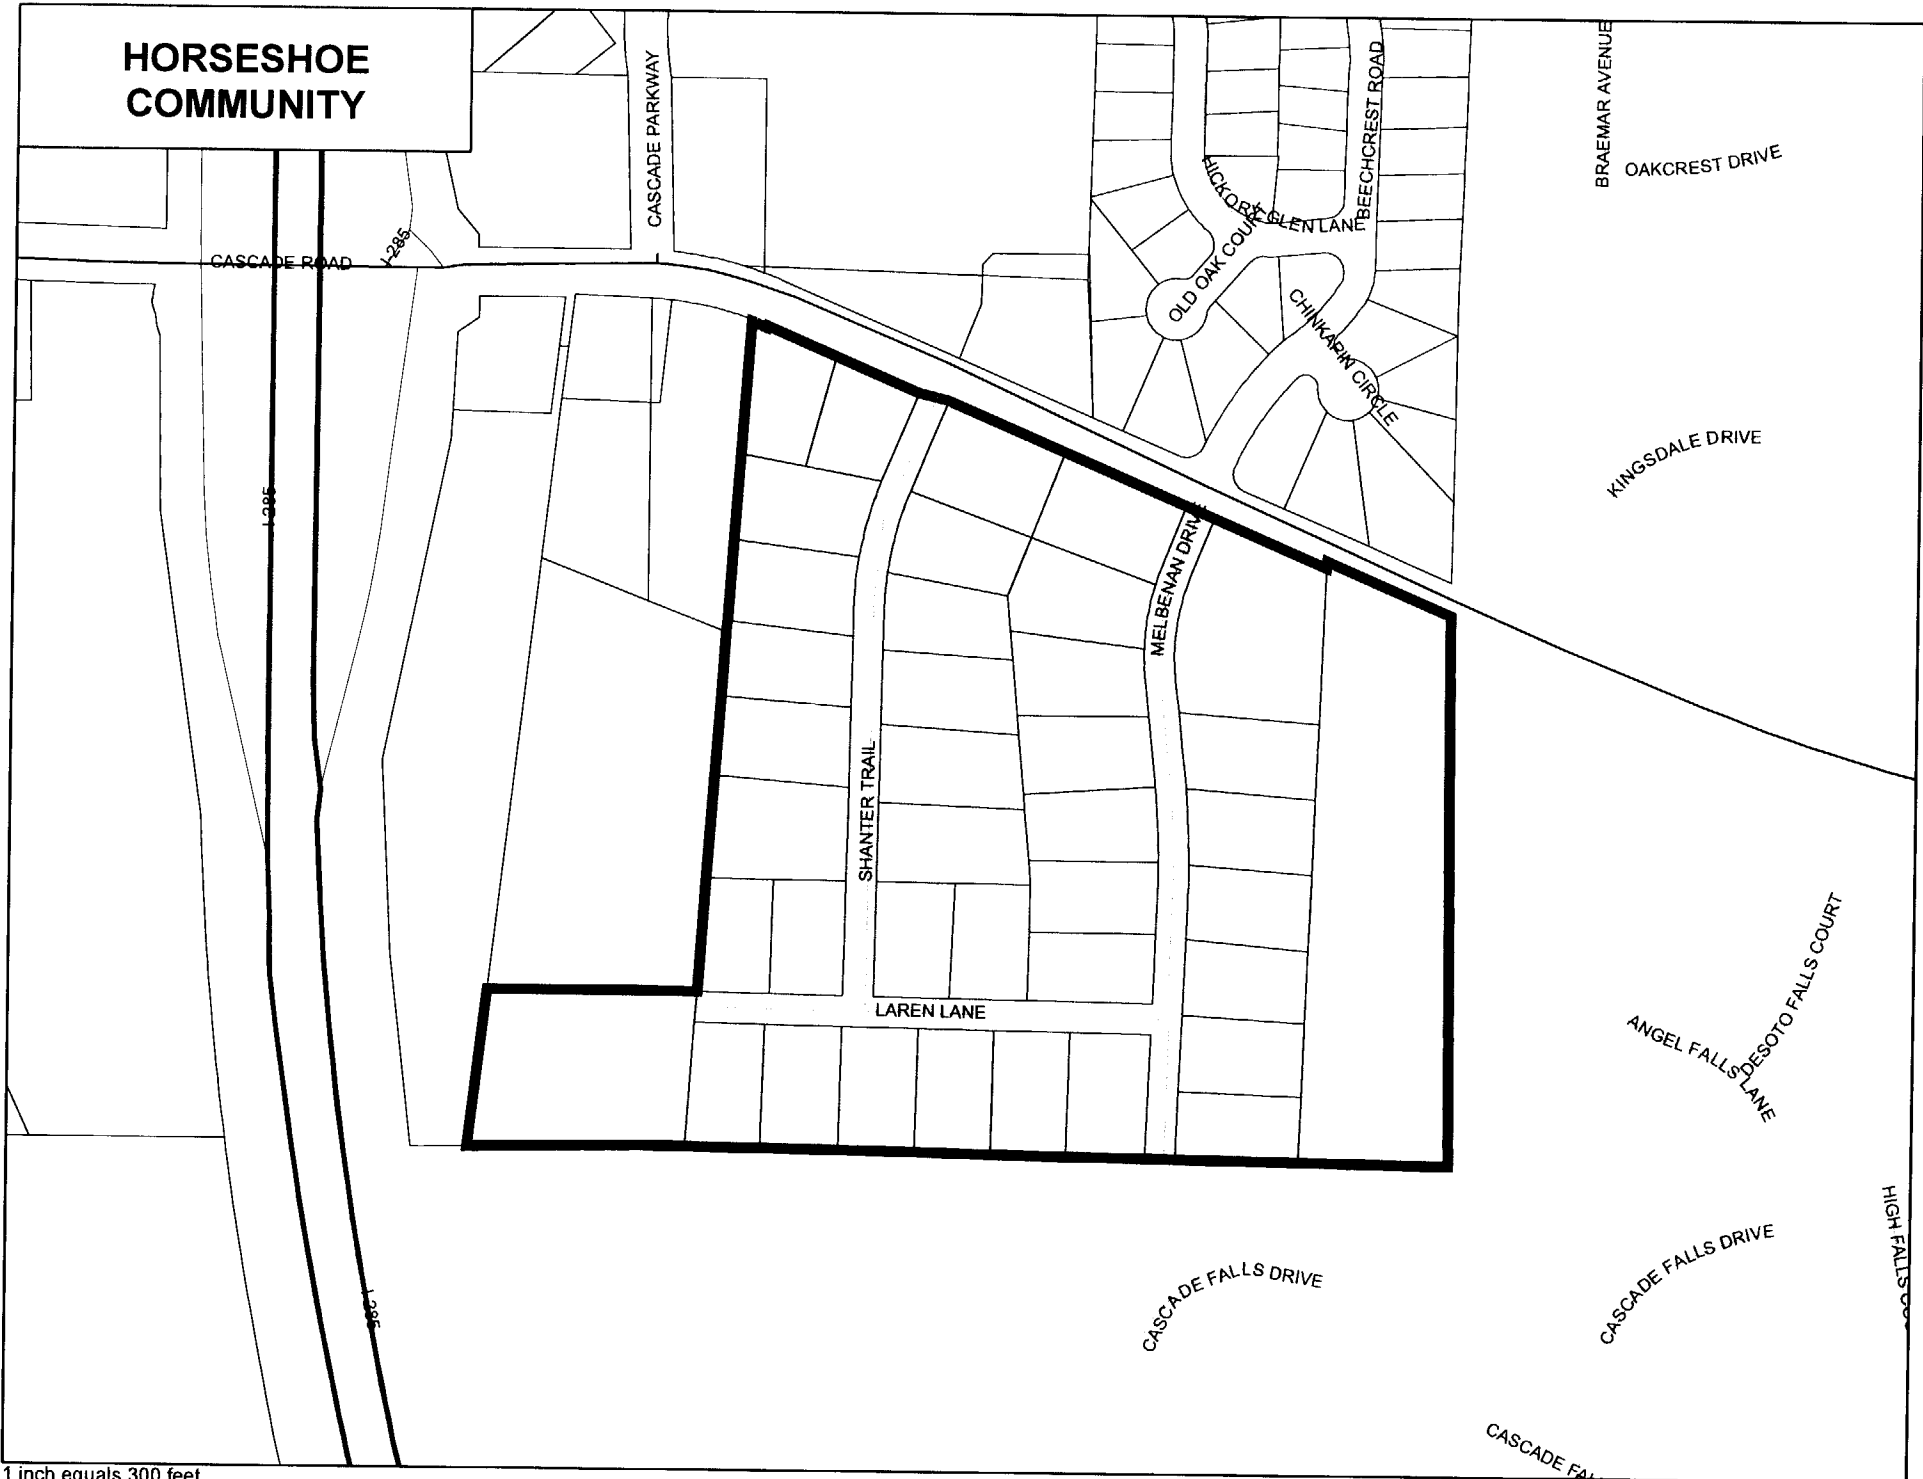 HORSESHOE
COMMUNITY
CASCADE PARKWAY
HICKORY GLEN LANE
BEECHCREST ROAD
BRAEMAR AVENUE
OAKCREST DRIVE
CASCADE ROAD
I-285
OLD OAK COURT
CHINKAPIN CIRCLE
KINGSDALE DRIVE
I-285
MELBENAN DRIVE
SHANTER TRAIL
LAREN LANE
DESOTO FALLS COURT
ANGEL FALLS LANE
HIGH FALLS
CASCADE FALLS DRIVE
CASCADE FALLS DRIVE
I-285
CASCADE
1 inch equals 300 feet